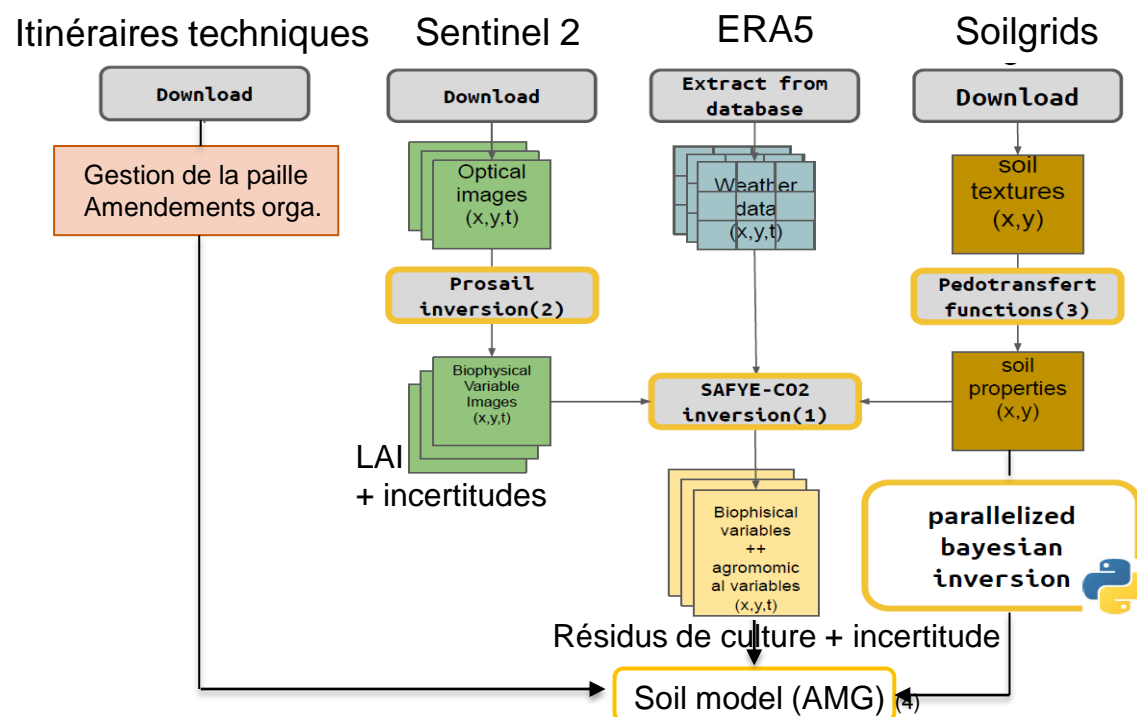 Itinéraires techniques
Sentinel 2
ERA5
Soilgrids
Download
Download
Extract from
database
Download
Gestion de la paille
Amendements orga.
Optical
images
(x,y,t)
Weather
data
(x,y,t)
soil
textures
(x,y)
Prosail
inversion(2)
Pedotransfert
functions(3)
Biophysical
Variable
Images
(x,y,t)
SAFYE-CO2
inversion(1)
soil
properties
(x,y)
LAI
+ incertitudes
Biophisical
variables
++
agromomic
al variables
(x,y,t)
parallelized
bayesian
inversion
Résidus de culture + incertitude
Soil model (AMG) (4)